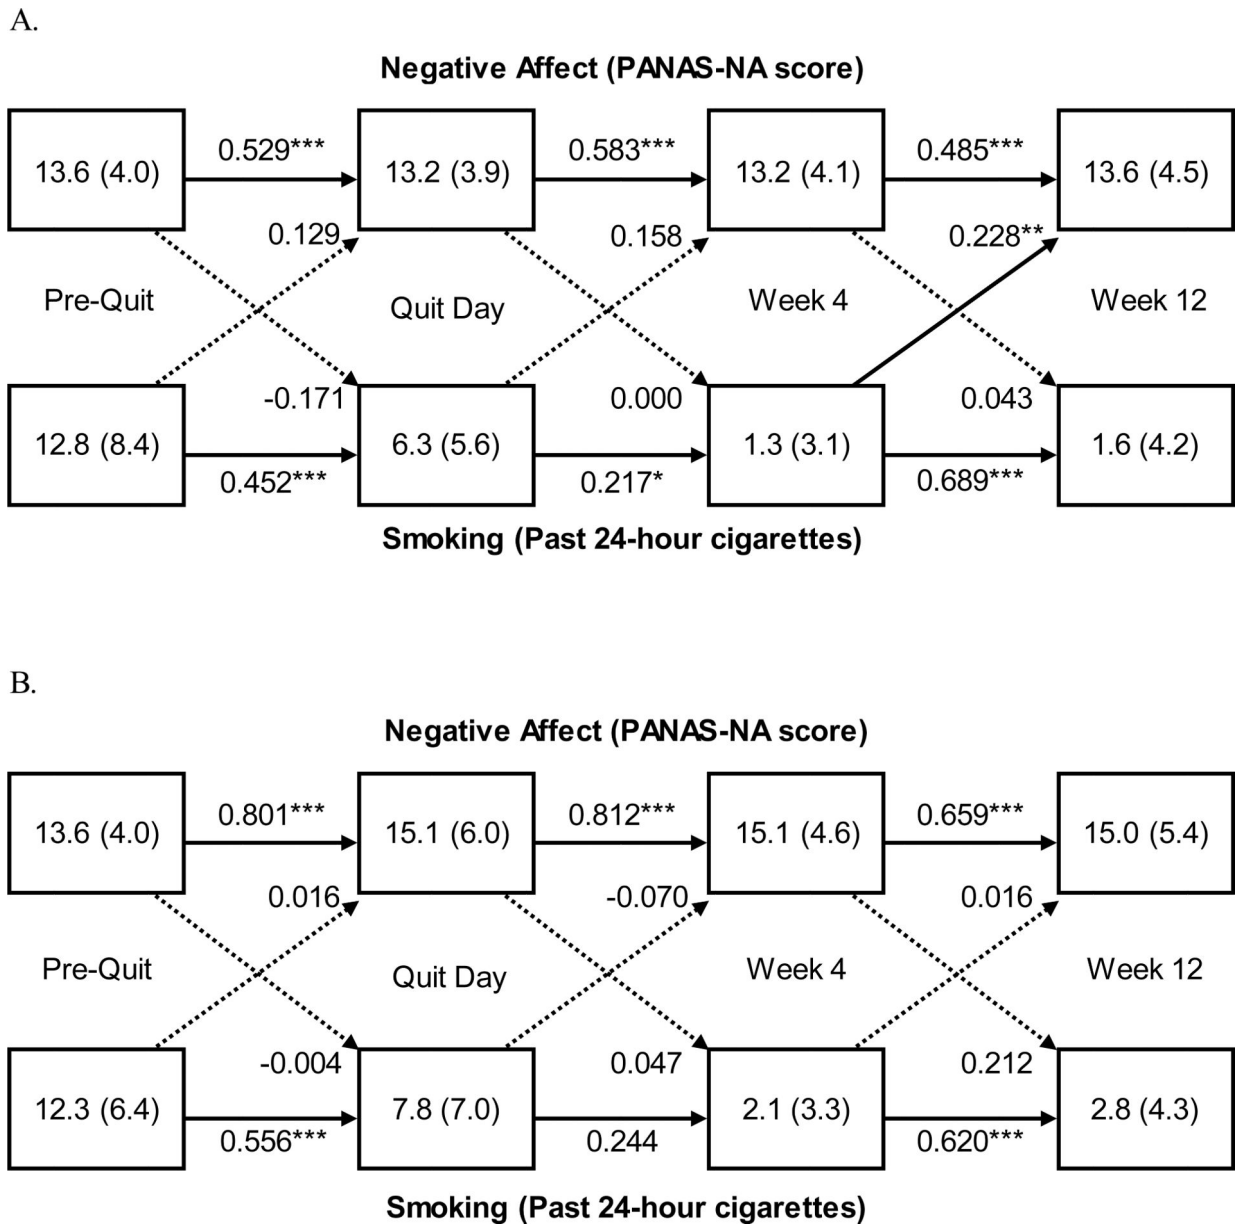 A.
Negative Affect (PANAS-NA score)
0.529*** 0.583*** 0.485***
13.6 (4.0) 13.2 (3.9) 13.2 (4.1) 13.6 (4.5)
0.129 0.158 0.228**
Pre-Quit Quit Day Week 4 Week 12
-0.171 0.000 0.043
12.8 (8.4) 6.3 (5.6) 1.3 (3.1) 1.6 (4.2)
0.452*** 0.217* 0.689***
Smoking (Past 24-hour cigarettes)
B.
Negative Affect (PANAS-NA score)
0.801*** 0.812*** 0.659***
13.6 (4.0) 15.1 (6.0) 15.1 (4.6) 15.0 (5.4)
0.016 -0.070 0.016
Pre-Quit Quit Day Week 4 Week 12
-0.004 0.047 0.212
12.3 (6.4) 7.8 (7.0) 2.1 (3.3) 2.8 (4.3)
0.556*** 0.244 0.620***
Smoking (Past 24-hour cigarettes)